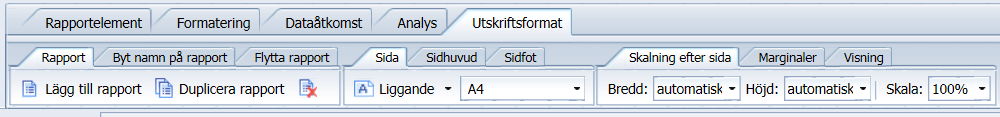 Rapportelement Formatering Dataåtkomst Analys Utskriftsformat
Rapport Byt namn på rapport Flytta rapport Sida Sidhuvud Sidfot Skalning efter sida Marginaler Visning
Lägg till rapport Duplicera rapport A Liggande A4 Bredd: automatisk Höjd: automatisk Skala: 100%